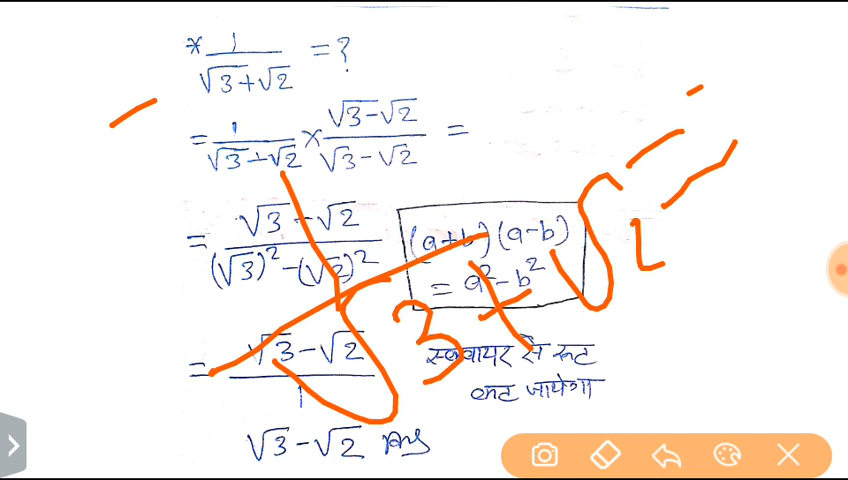 * 1/(√3+√2) = ?
= 1/(√3+√2) × (√3-√2)/(√3-√2) =
= (√3-√2)/((√3)²-(√2)²)
(a+b)(a-b)
= a²-b²
= (√3-√2)/1
स्क्वायर से रूट
कट जायेगा
√3-√2 Ans
√3+√2